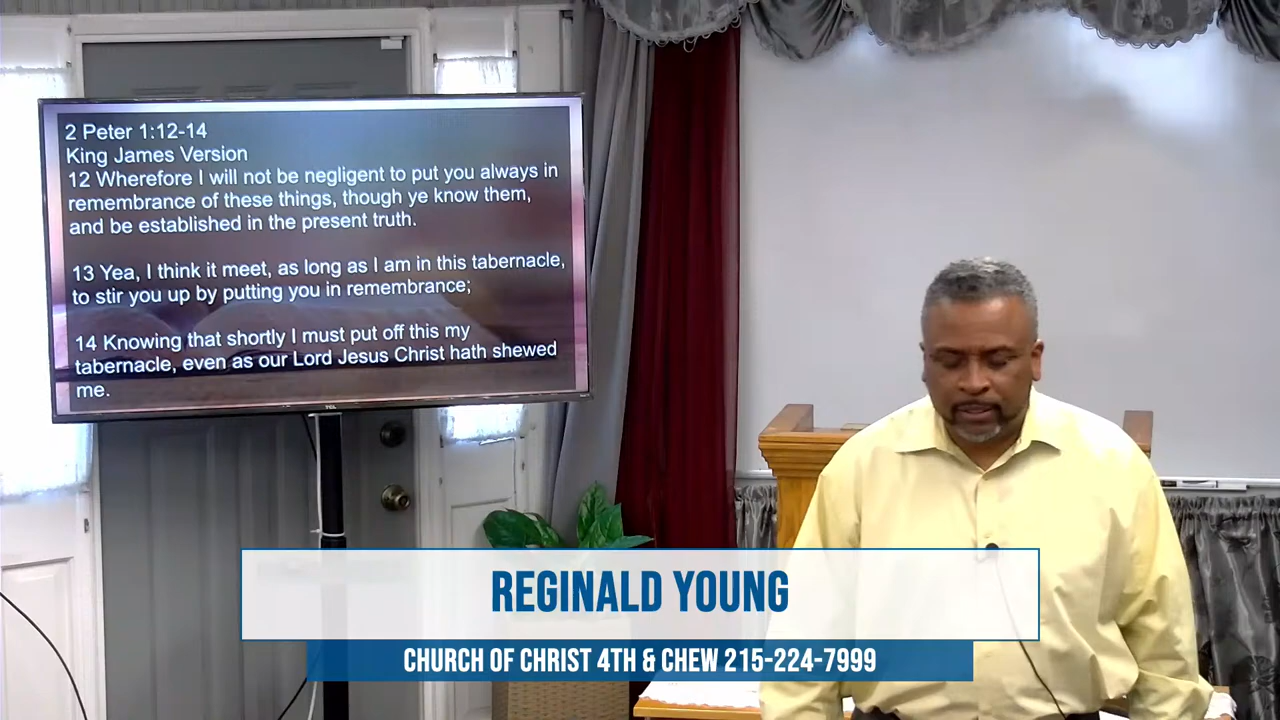 2 Peter 1:12-14
King James Version
12 Wherefore I will not be negligent to put you always in
remembrance of these things, though ye know them,
and be established in the present truth.
13 Yea, I think it meet, as long as I am in this tabernacle,
to stir you up by putting you in remembrance;
14 Knowing that shortly I must put off this my
tabernacle, even as our Lord Jesus Christ hath shewed
me.
TCL
REGINALD YOUNG
CHURCH OF CHRIST 4TH & CHEW 215-224-7999